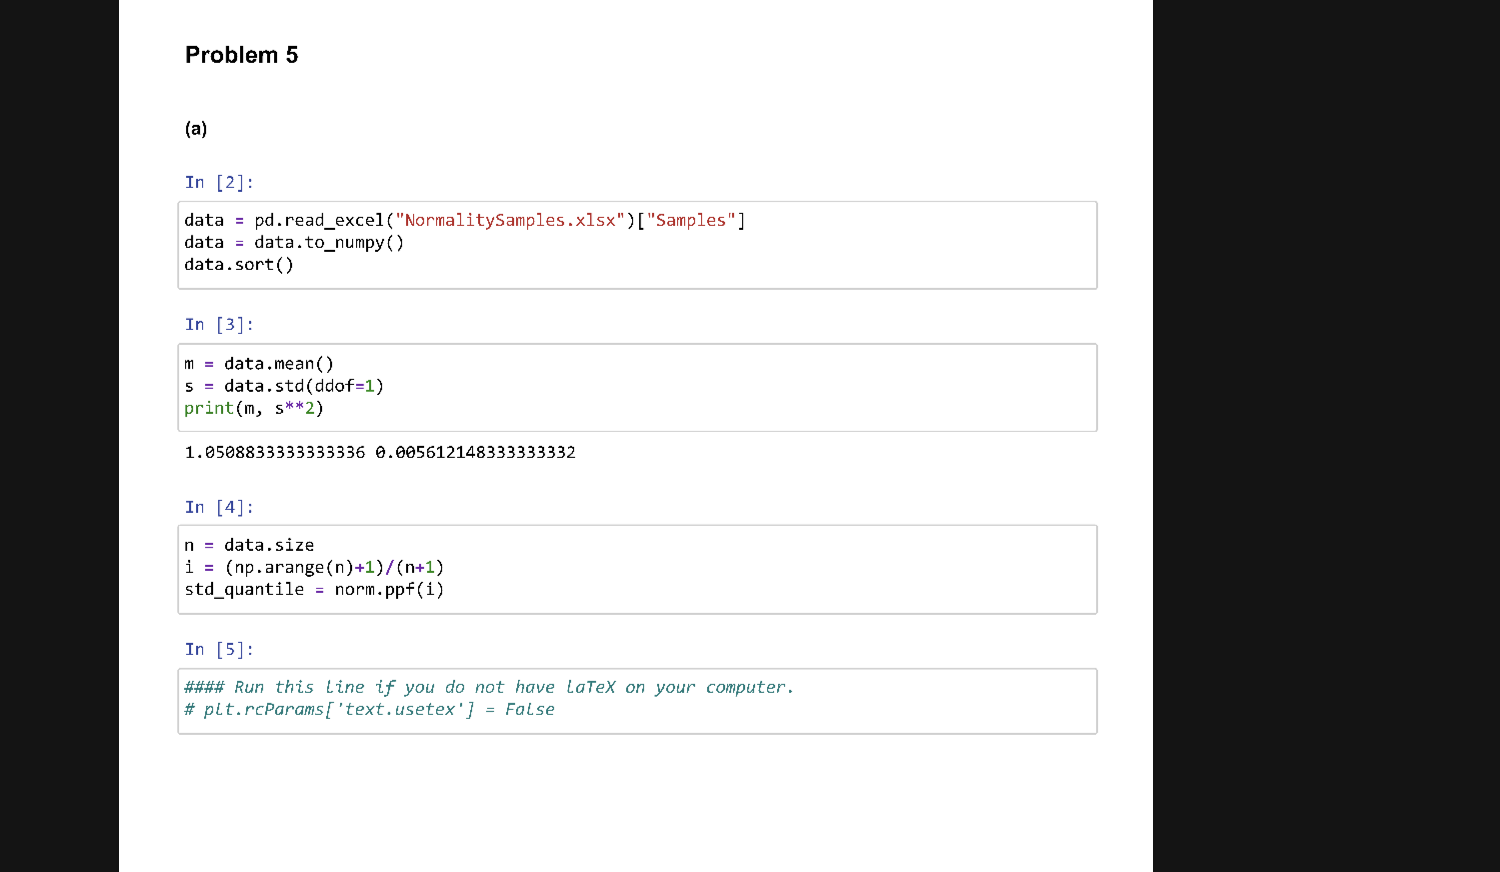 Problem 5
(a)
In [2]:
data = pd.read_excel("NormalitySamples.xlsx")["Samples"]
data = data.to_numpy()
data.sort()
In [3]:
m = data.mean()
s = data.std(ddof=1)
print(m, s**2)
1.0508833333333336 0.005612148333333332
In [4]:
n = data.size
i = (np.arange(n)+1)/(n+1)
std_quantile = norm.ppf(i)
In [5]:
#### Run this line if you do not have laTeX on your computer.
# plt.rcParams['text.usetex'] = False